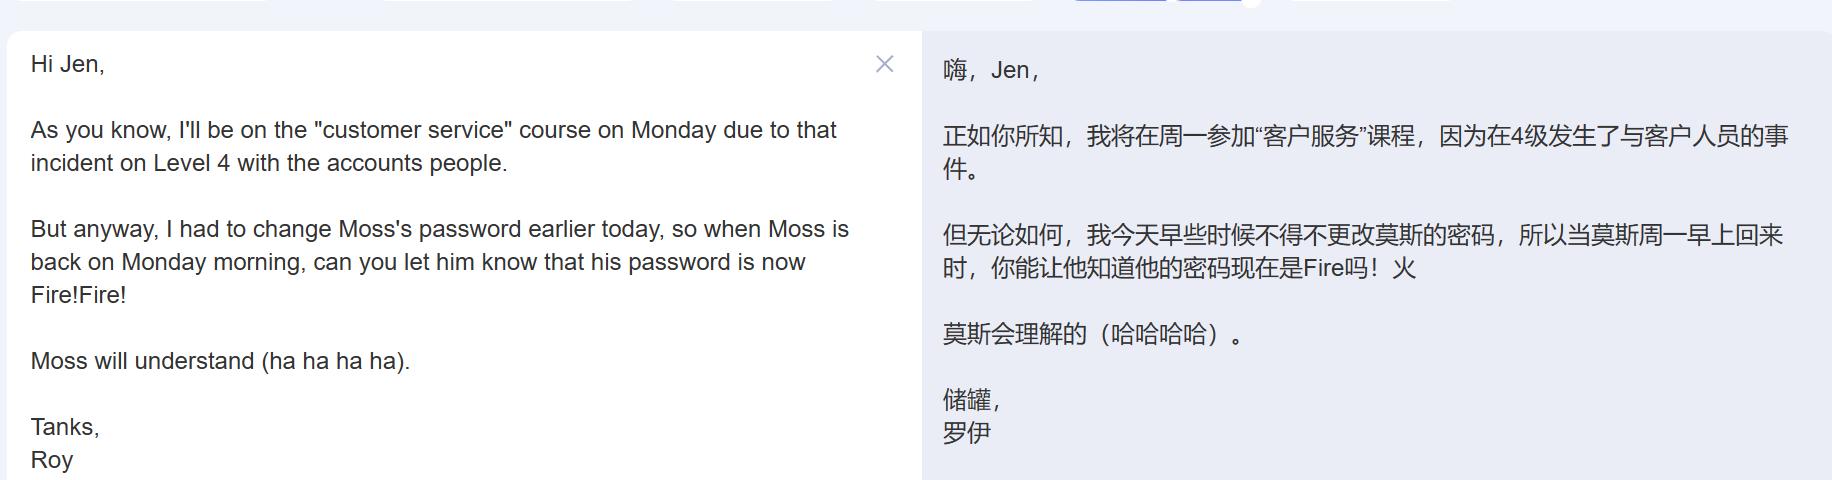 Hi Jen,
As you know, I'll be on the "customer service" course on Monday due to that
incident on Level 4 with the accounts people.
But anyway, I had to change Moss's password earlier today, so when Moss is
back on Monday morning, can you let him know that his password is now
Fire!Fire!
Moss will understand (ha ha ha ha).
Tanks,
Roy
嗨，Jen，
正如你所知，我将在周一参加“客户服务”课程，因为在4级发生了与客户人员的事
件。
但无论如何，我今天早些时候不得不更改莫斯的密码，所以当莫斯周一早上回来
时，你能让他知道他的密码现在是Fire吗！火
莫斯会理解的（哈哈哈哈）。
储罐，
罗伊